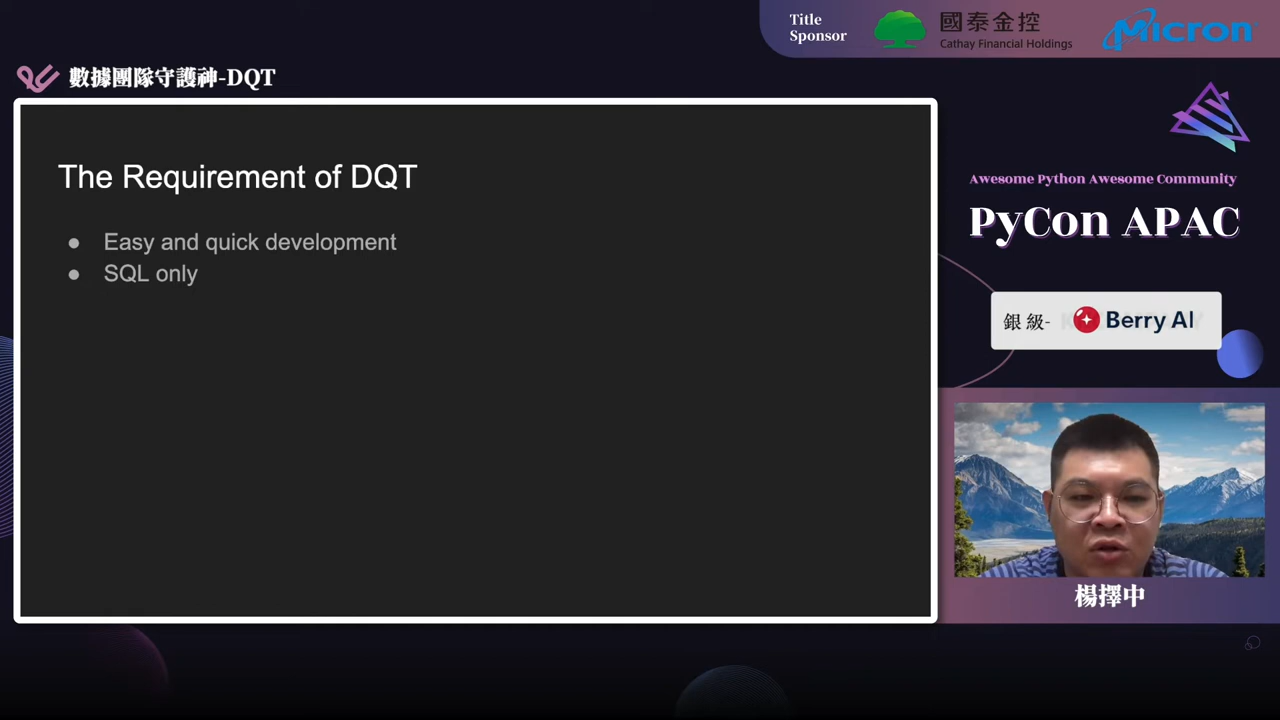 Title
Sponsor
國泰金控
Cathay Financial Holdings
Micron
數據團隊守護神-DQT
The Requirement of DQT
Easy and quick development
SQL only
Awesome Python Awesome Community
PyCon APAC
銀級-
Berry AI
楊擇中